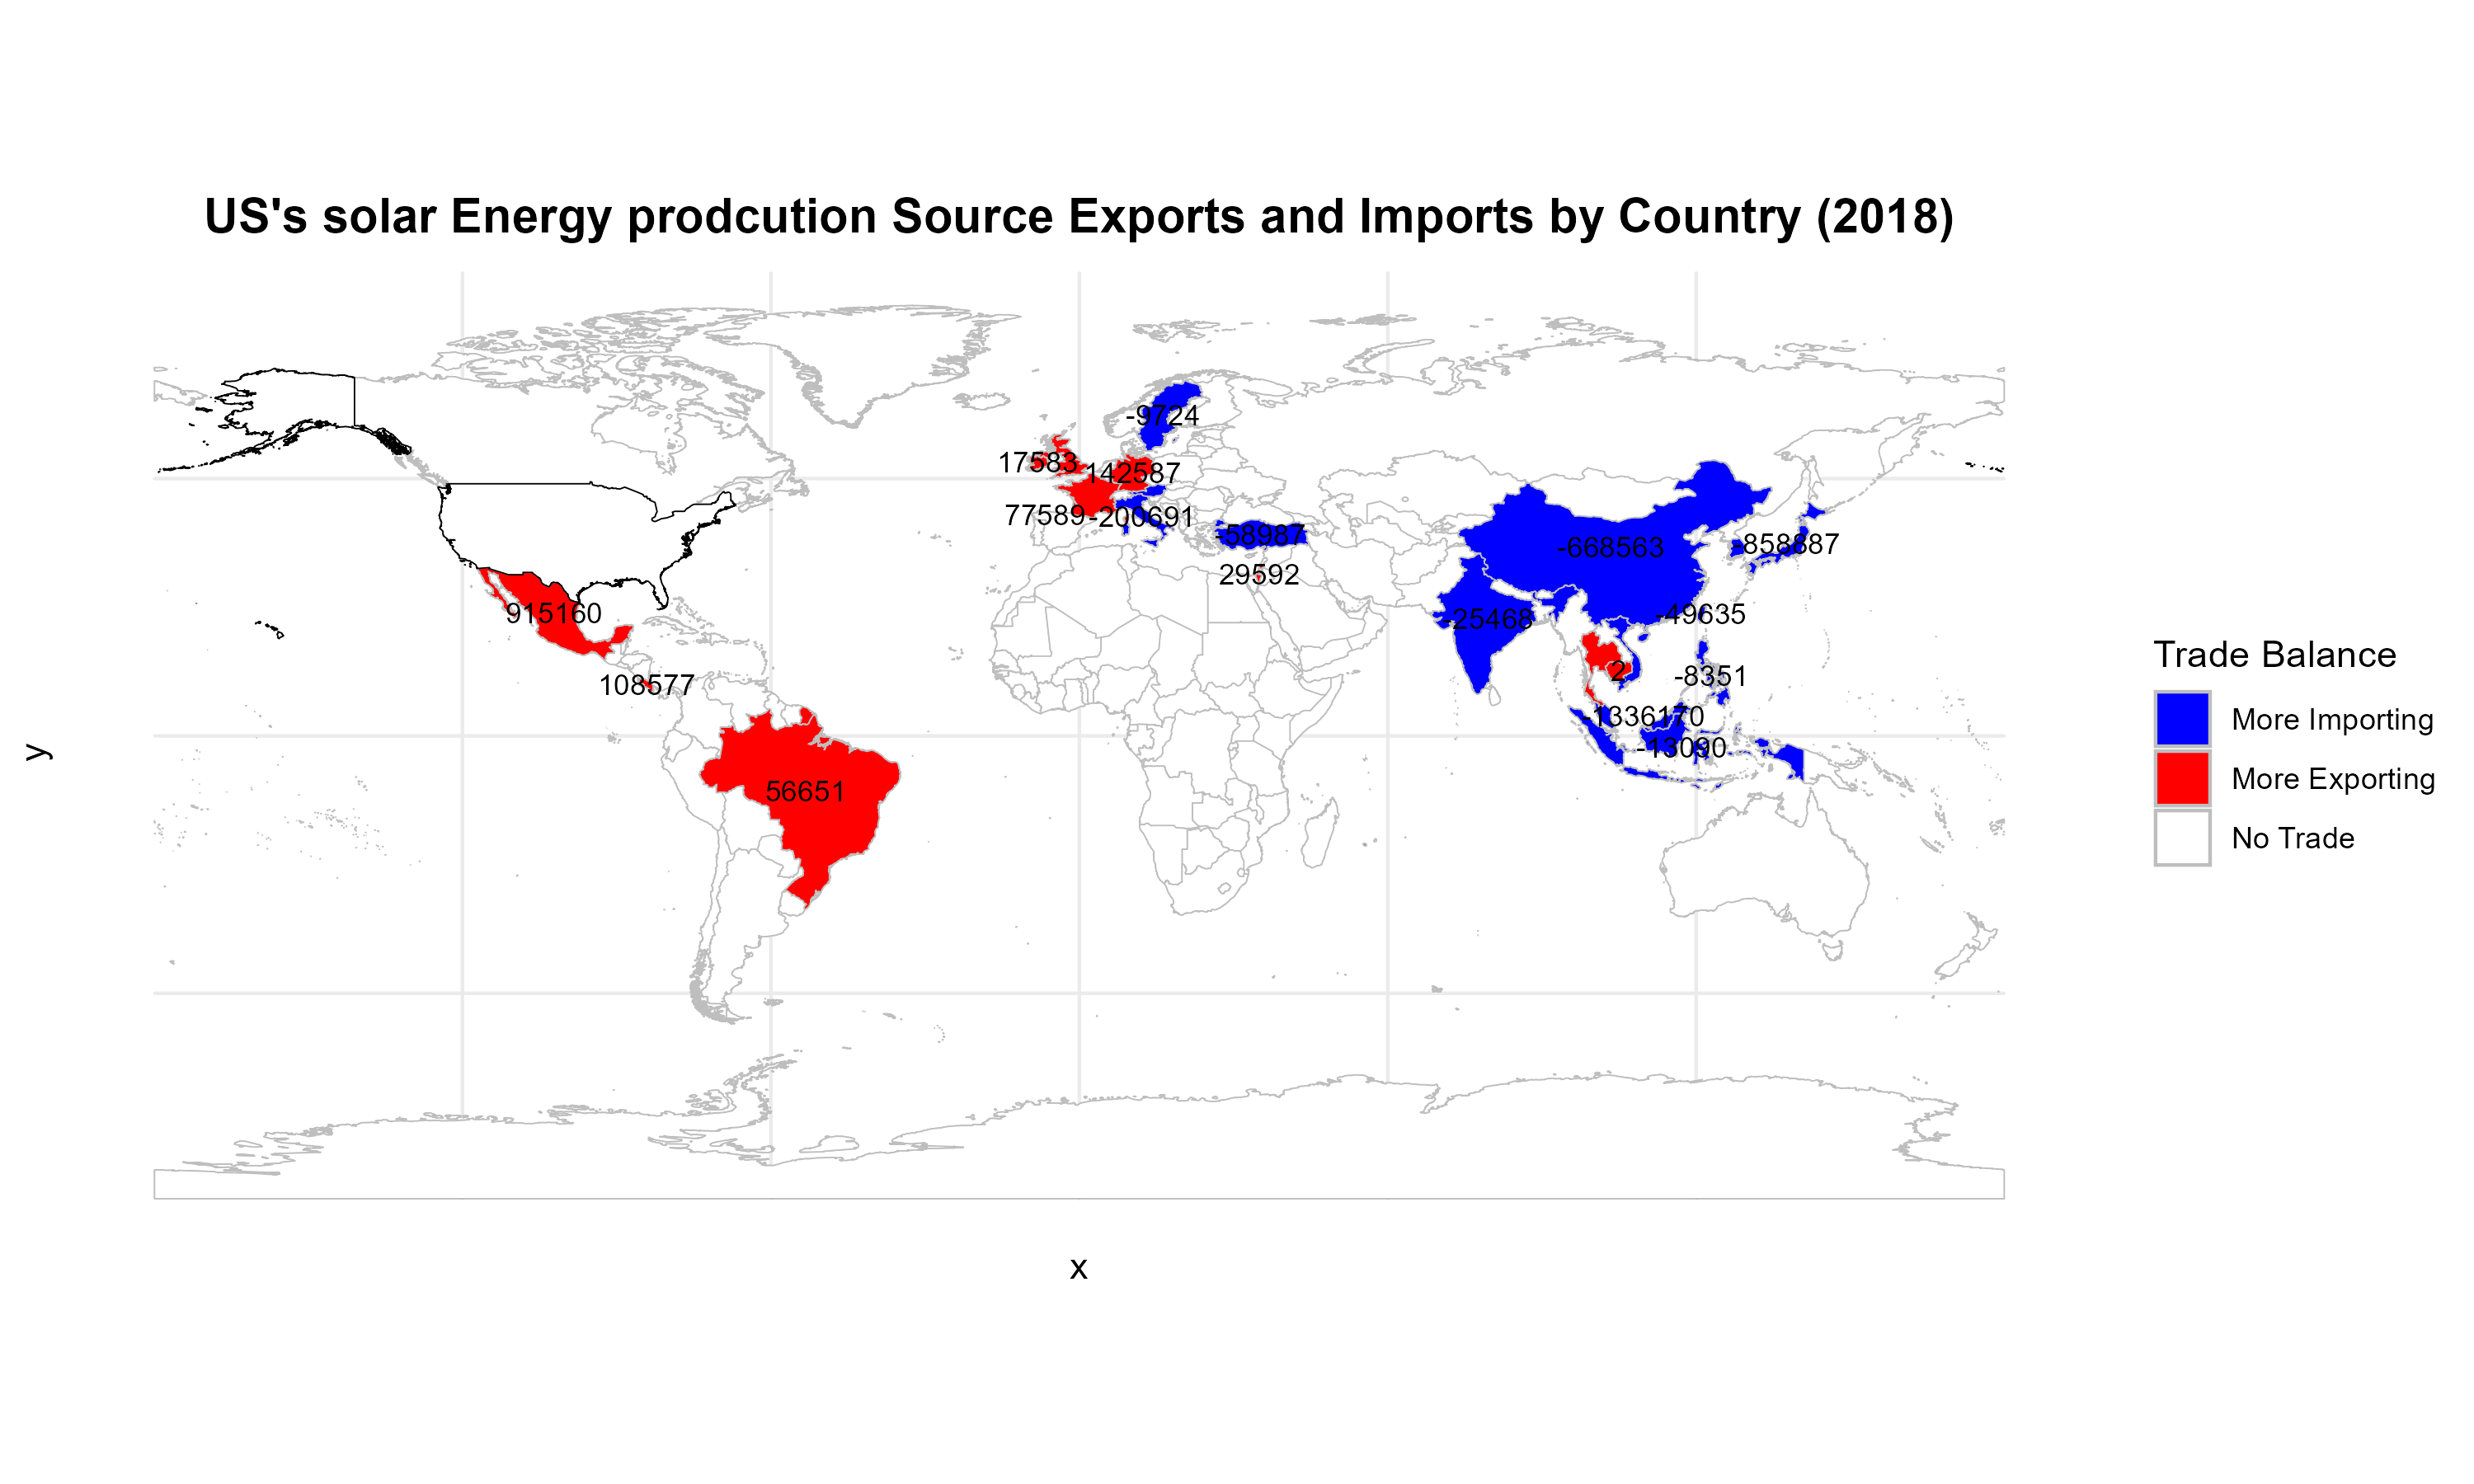 US's solar Energy prodcution Source Exports and Imports by Country (2018)
-9724
17583
142587
77589
-200691
-58987
29592
-668563
858887
915160
-25468
-49635
108577
2
-8351
-1336170
-13090
56651
y
x
Trade Balance
More Importing
More Exporting
No Trade